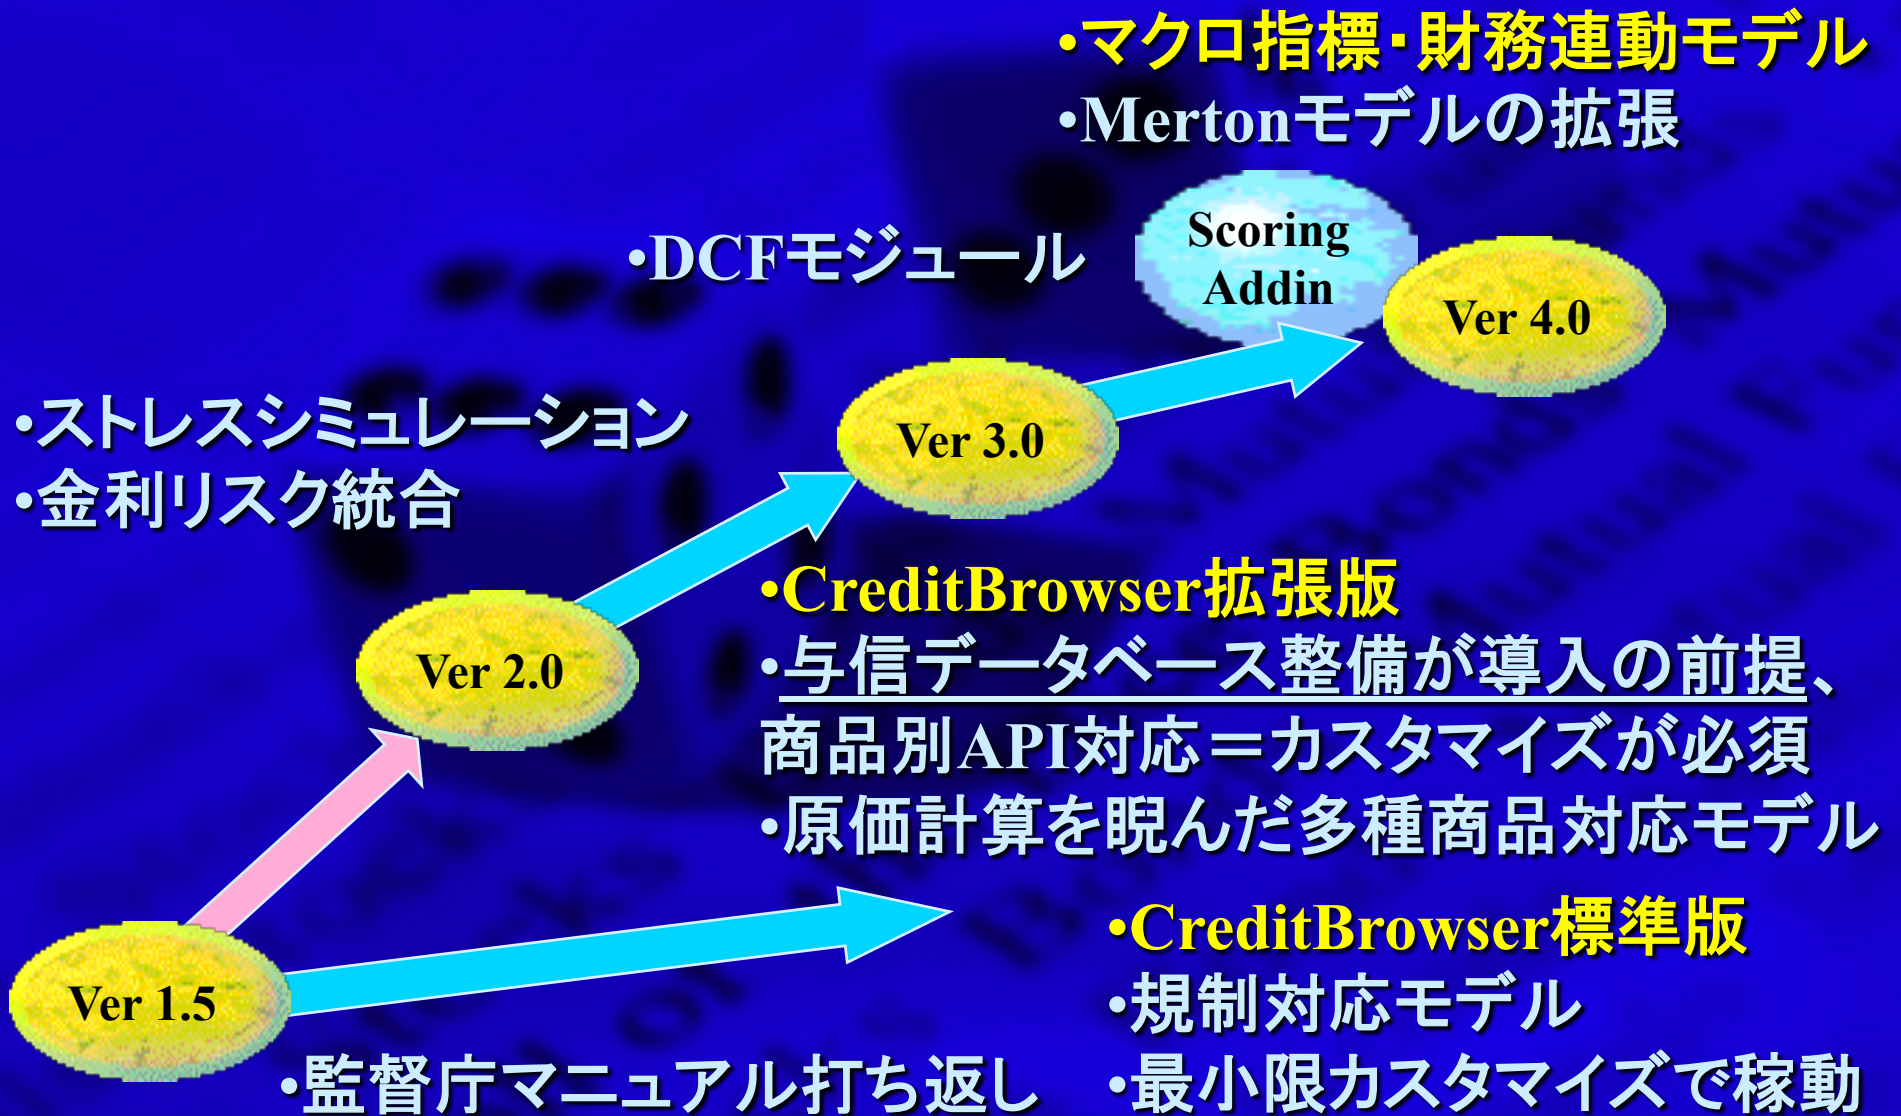 •マクロ指標・財務連動モデル
•Mertonモデルの拡張
Scoring
Addin
•DCFモジュール
Ver 4.0
Ver 3.0
•ストレスシミュレーション
•金利リスク統合
•CreditBrowser拡張版
Ver 2.0
•与信データベース整備が導入の前提、
商品別API対応＝カスタマイズが必須
•原価計算を睨んだ多種商品対応モデル
•CreditBrowser標準版
Ver 1.5
•規制対応モデル
•監督庁マニュアル打ち返し
•最小限カスタマイズで稼動